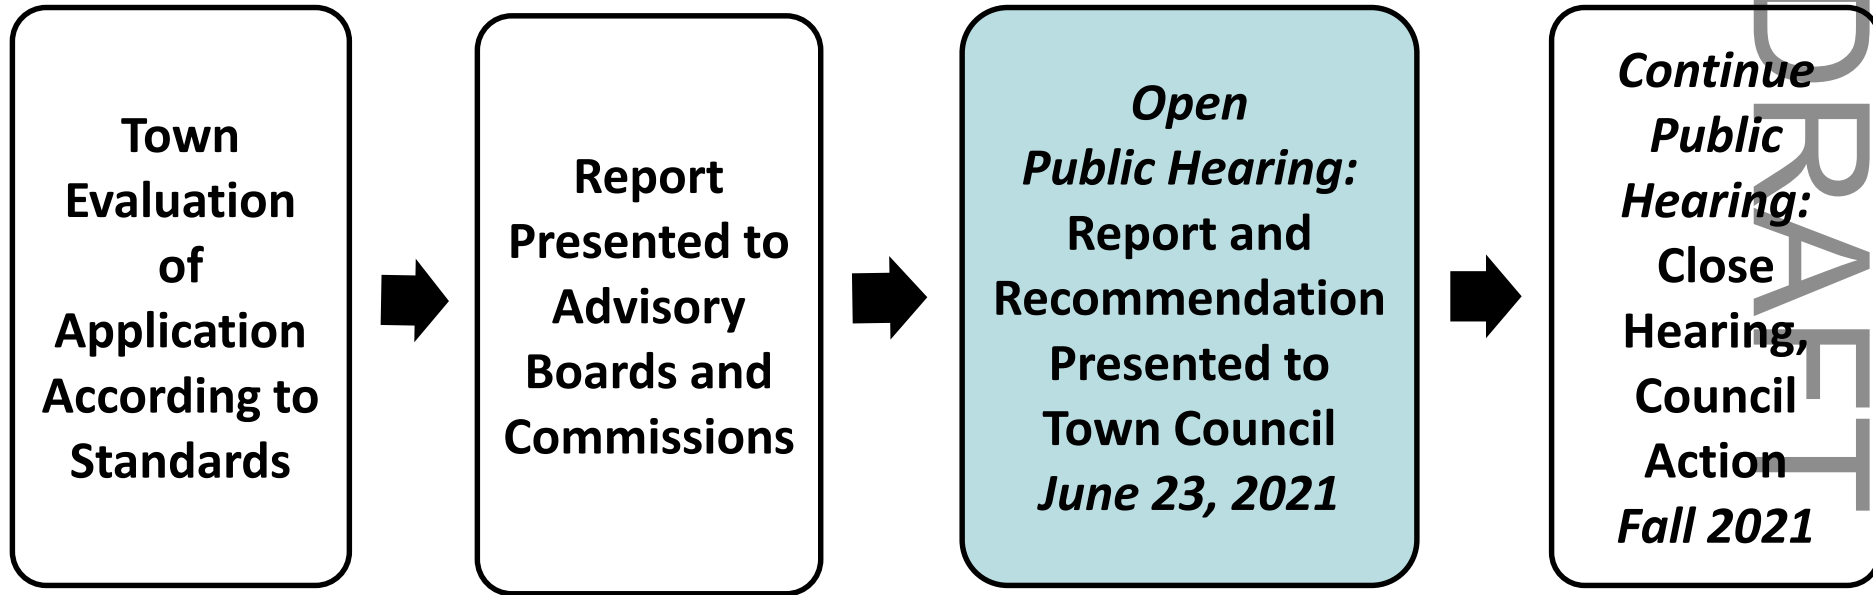 Town
Evaluation
of
Application
According to
Standards
Report
Presented to
Advisory
Boards and
Commissions
Open
Public Hearing:
Report and
Recommendation
Presented to
Town Council
June 23, 2021
Continue
Public
Hearing:
Close
Hearing,
Council
Action
Fall 2021
DRAFT